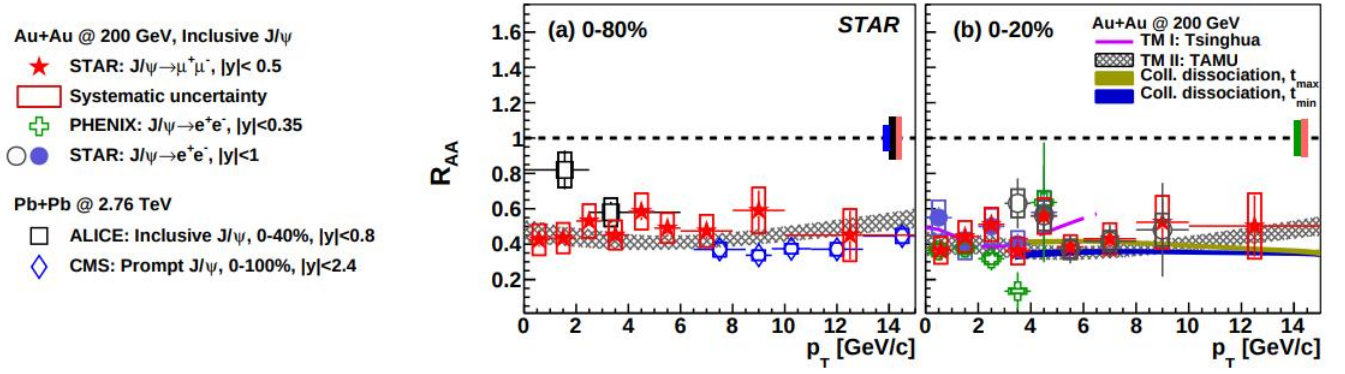 Au+Au @ 200 GeV, Inclusive J/ψ
STAR: J/ψ→μ⁺μ⁻, |y|< 0.5
Systematic uncertainty
PHENIX: J/ψ→e⁺e⁻, |y|<0.35
STAR: J/ψ→e⁺e⁻, |y|<1
Pb+Pb @ 2.76 TeV
ALICE: Inclusive J/ψ, 0-40%, |y|<0.8
CMS: Prompt J/ψ, 0-100%, |y|<2.4
R_AA
1.6
1.4
1.2
1
0.8
0.6
0.4
0.2
(a) 0-80%
STAR
0 2 4 6 8 10 12 14
p_T [GeV/c]
(b) 0-20%
Au+Au @ 200 GeV
TM I: Tsinghua
TM II: TAMU
Coll. dissociation, t_max
Coll. dissociation, t_min
0 2 4 6 8 10 12 14
p_T [GeV/c]